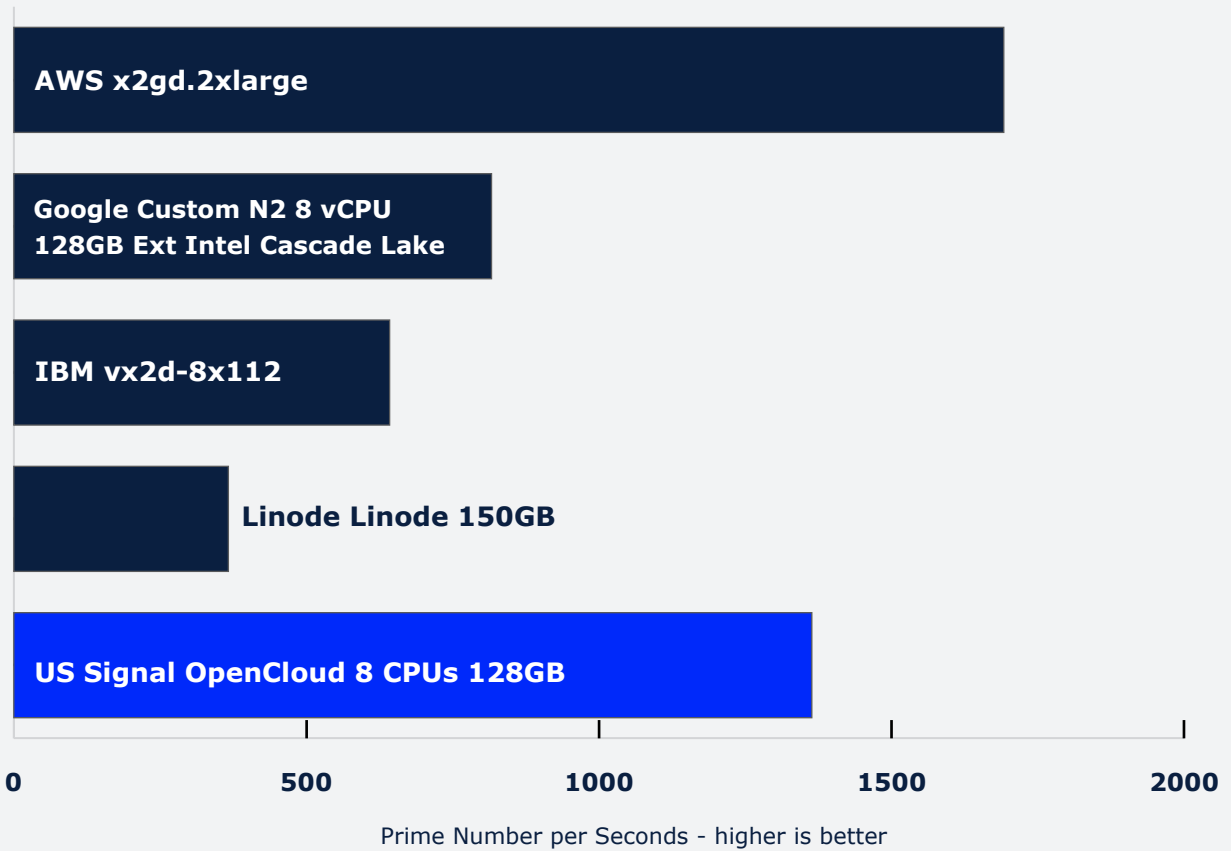 AWS x2gd.2xlarge
Google Custom N2 8 vCPU
128GB Ext Intel Cascade Lake
IBM vx2d-8x112
Linode Linode 150GB
US Signal OpenCloud 8 CPUs 128GB
0 500 1000 1500 2000
Prime Number per Seconds - higher is better